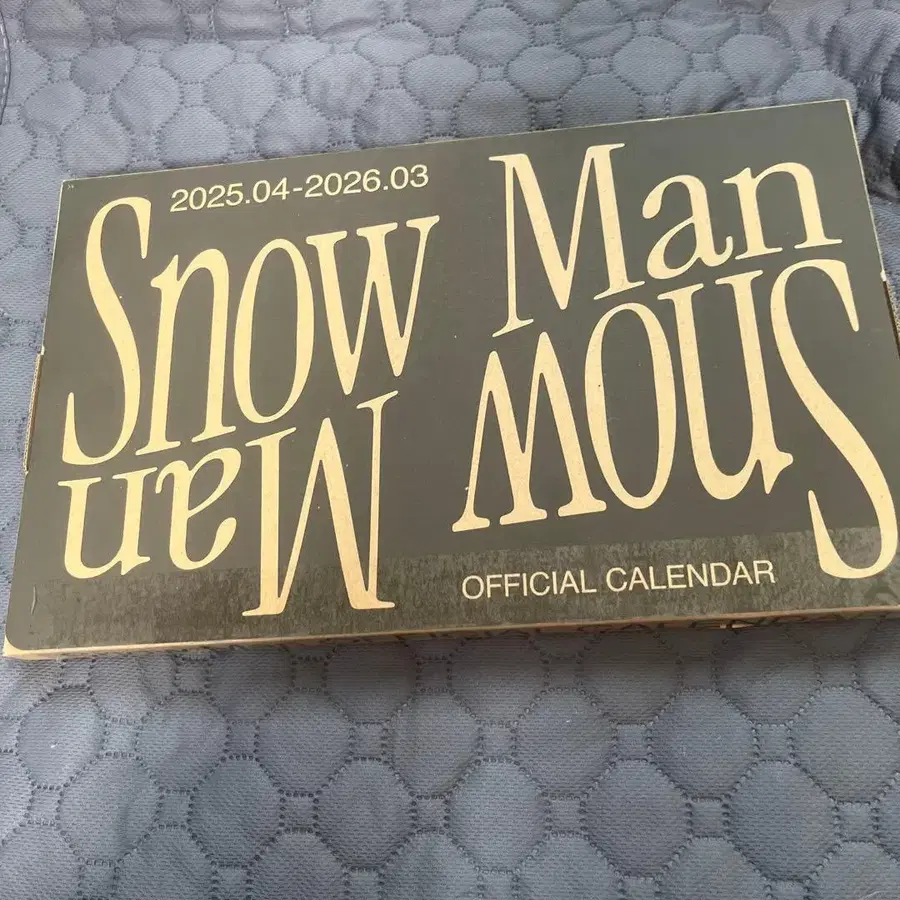 2025.04-2026.03
Snow Man
Snow Man
OFFICIAL CALENDAR